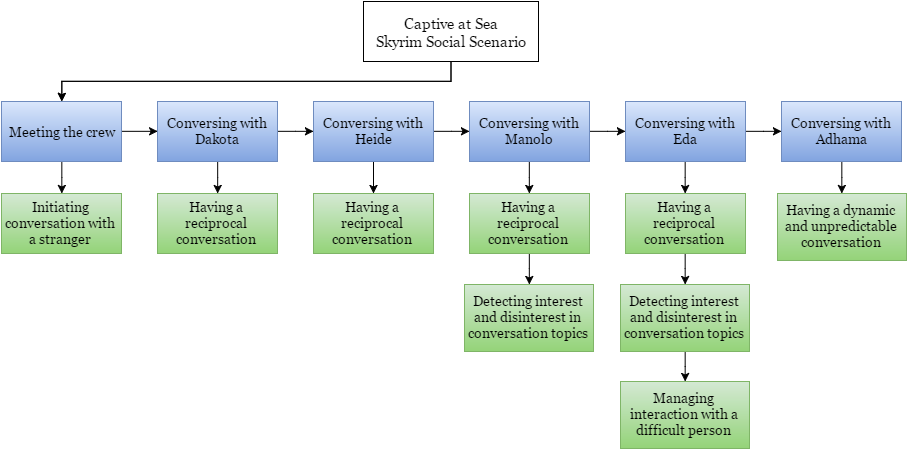 Captive at Sea
Skyrim Social Scenario
Meeting the crew
Conversing with
Dakota
Conversing with
Heide
Conversing with
Manolo
Conversing with
Eda
Conversing with
Adhama
Initiating
conversation with
a stranger
Having a
reciprocal
conversation
Having a
reciprocal
conversation
Having a
reciprocal
conversation
Having a
reciprocal
conversation
Having a dynamic
and unpredictable
conversation
Detecting interest
and disinterest in
conversation topics
Detecting interest
and disinterest in
conversation topics
Managing
interaction with a
difficult person